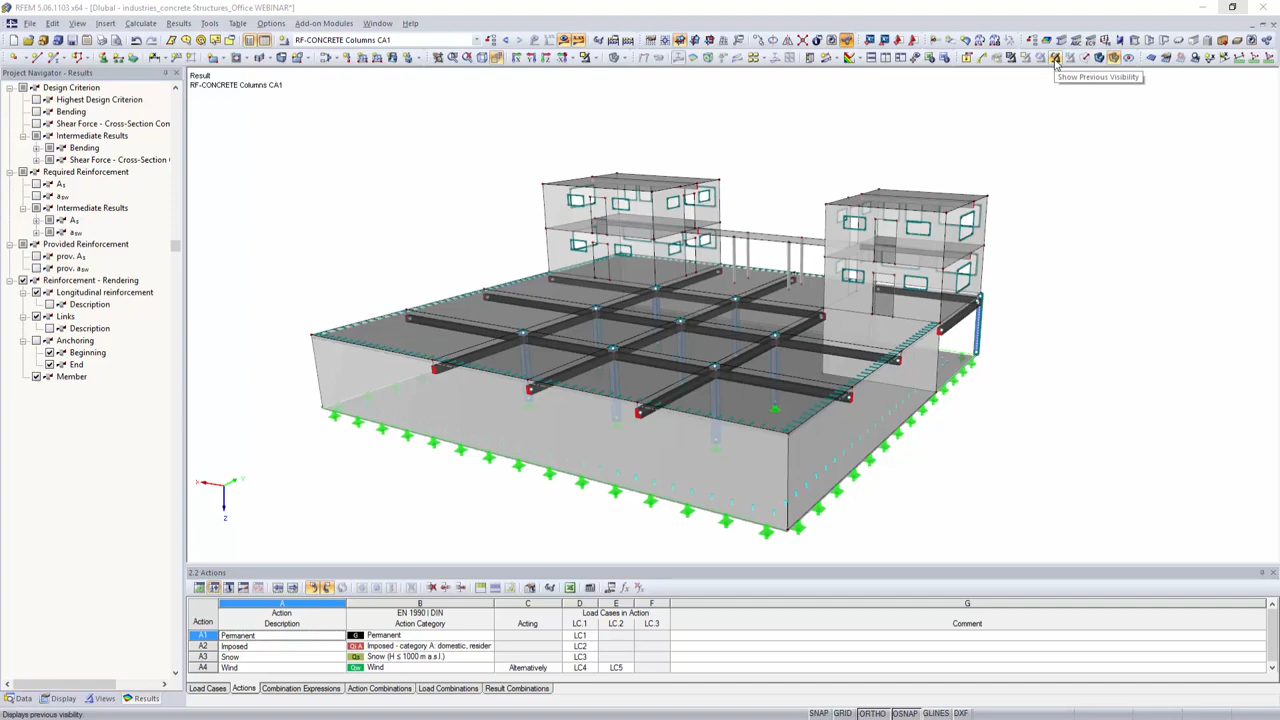 RFEM 5.06.1103 x64 - [Dlubal - industries_concrete Structures_Office WEBINAR*]
File Edit View Insert Calculate Results Tools Table Options Add-on Modules Window Help
RF-CONCRETE Columns CA1
Project Navigator - Results
Show Previous Visibility
Result
RF-CONCRETE Columns CA1
Design Criterion
Highest Design Criterion
Bending
Shear Force - Cross-Section Con
Intermediate Results
Bending
Shear Force - Cross-Section (
Required Reinforcement
As
asw
Intermediate Results
As
asw
Provided Reinforcement
prov. As
prov. asw
Reinforcement - Rendering
Longitudinal reinforcement
Description
Links
Description
Anchoring
Beginning
End
Member
X Y
Z
2.2 Actions
A B C D E F G
Action
Action Description
EN 1990 | DIN Action Category
Acting
Load Cases in Action
LC.1 LC.2 LC.3
Comment
A1 Permanent G Permanent LC1
A2 Imposed Qi A Imposed - category A: domestic, resider LC2
A3 Snow Qs Snow (H ≤ 1000 m a.s.l.) LC3
A4 Wind Qw Wind Alternatively LC4 LC5
Load Cases Actions Combination Expressions Action Combinations Load Combinations Result Combinations
Data Display Views Results
Displays previous visibility.
SNAP GRID ORTHO OSNAP GLINES DXF